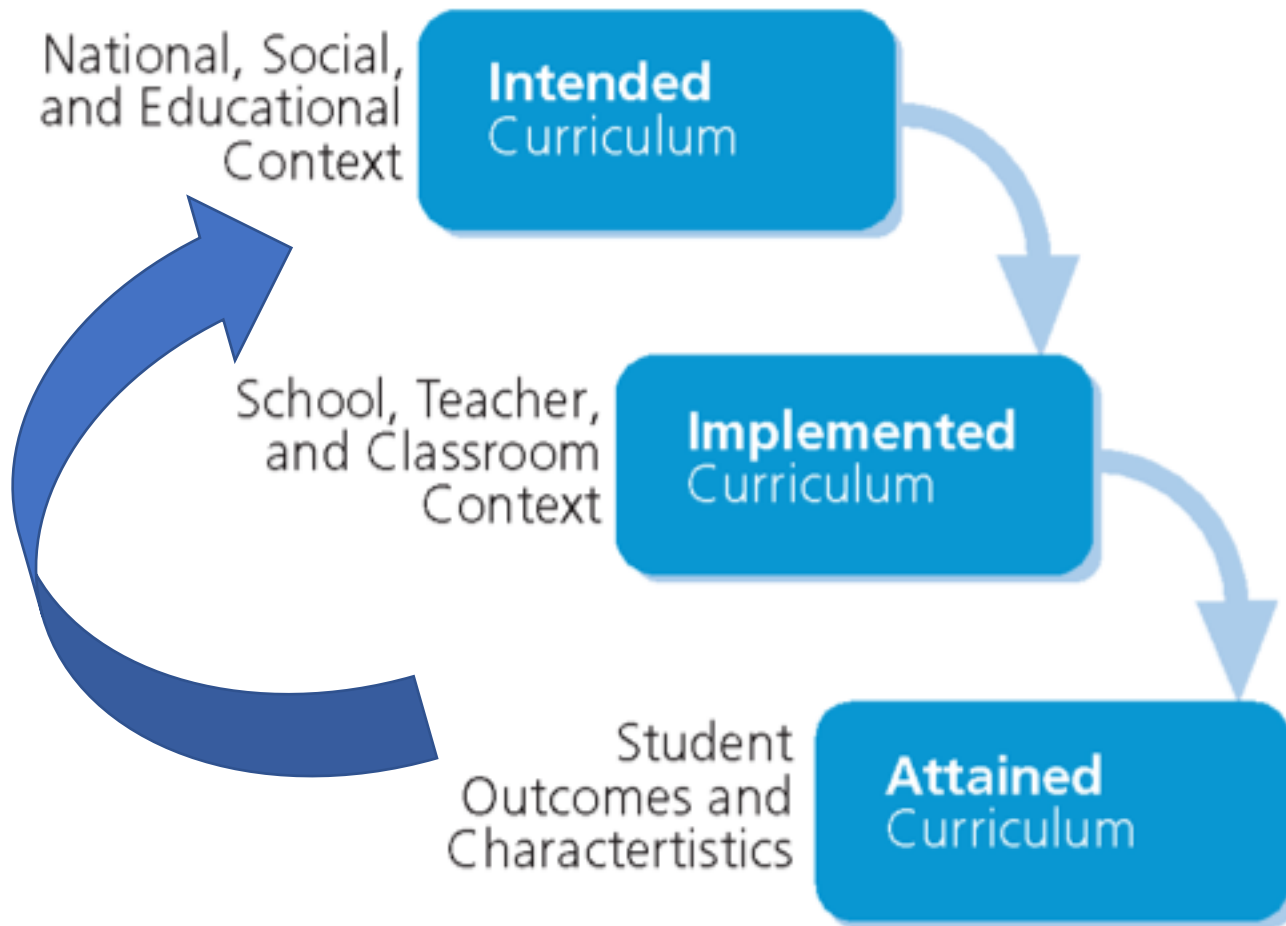 National, Social,
and Educational
Context
Intended
Curriculum
School, Teacher,
and Classroom
Context
Implemented
Curriculum
Student
Outcomes and
Charactertistics
Attained
Curriculum